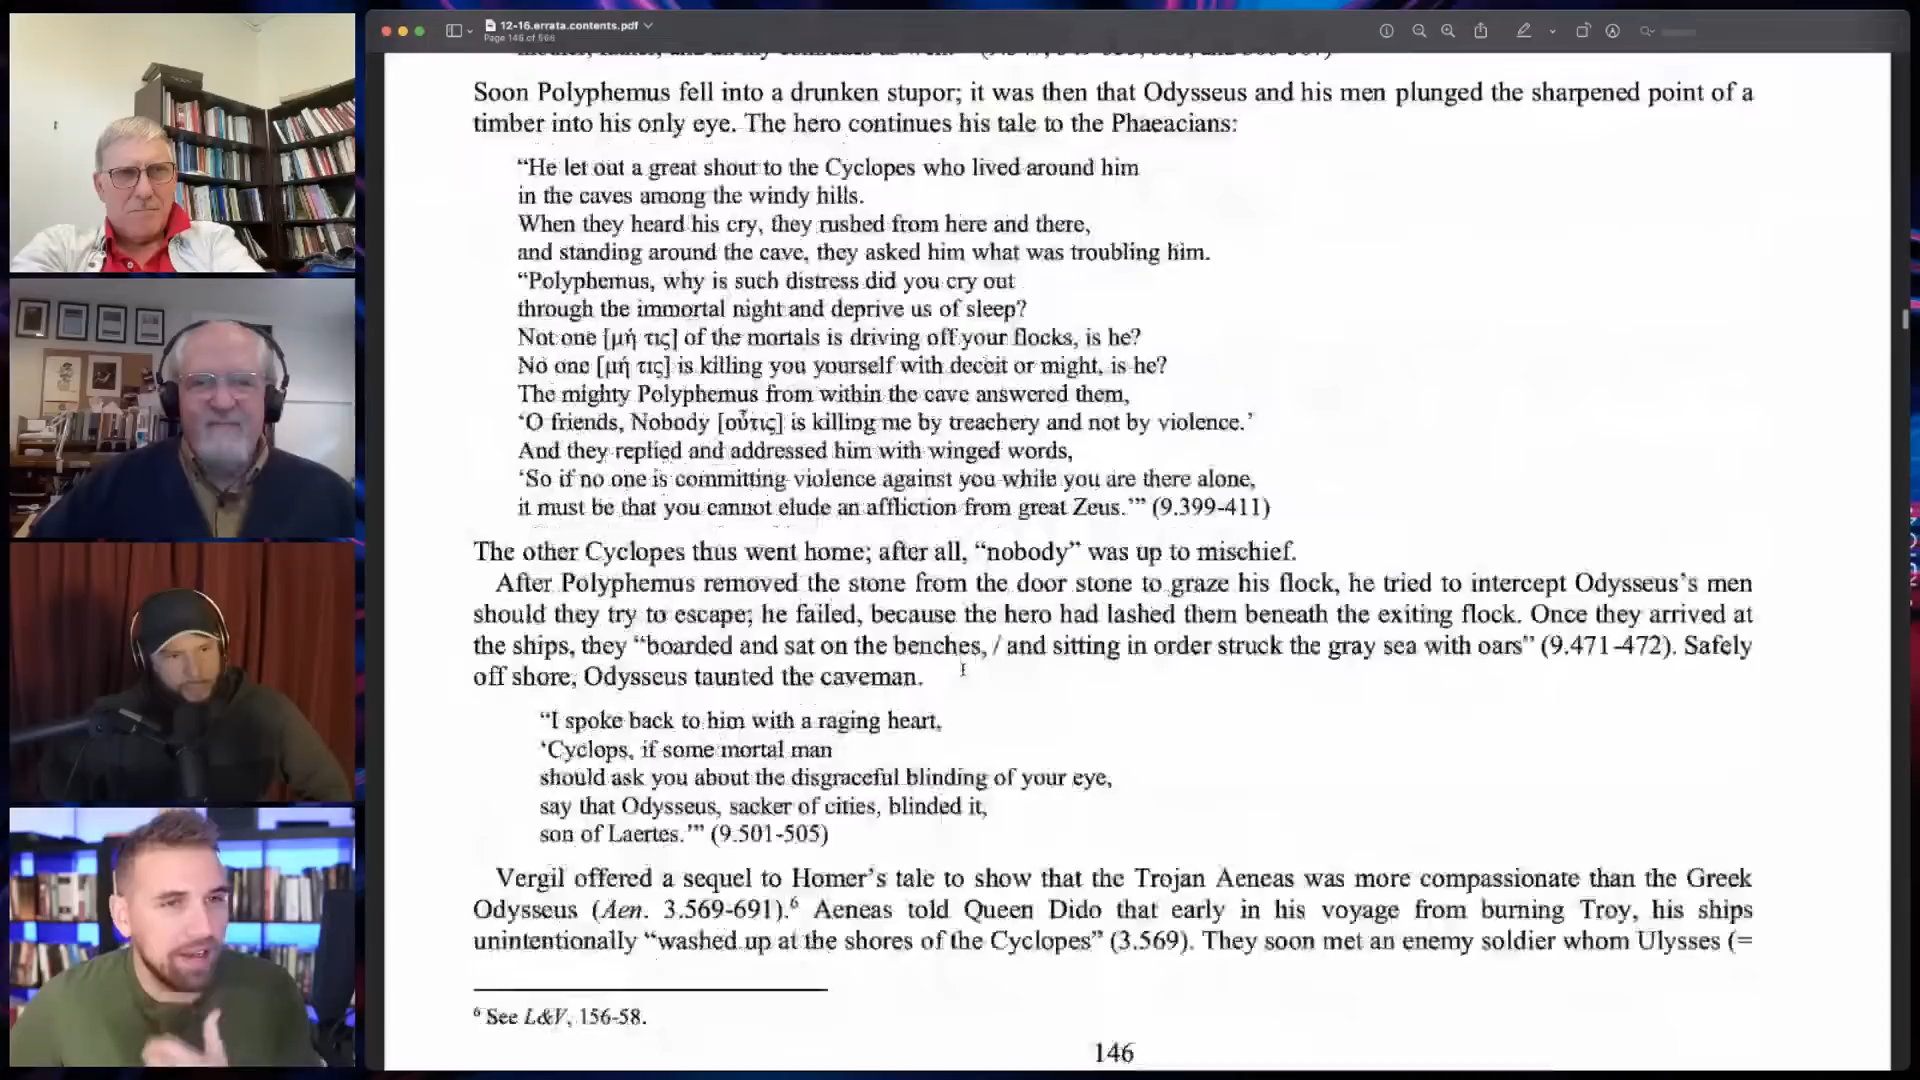 12-16.errata.contents.pdf
Page 146 of 566
Soon Polyphemus fell into a drunken stupor; it was then that Odysseus and his men plunged the sharpened point of a
timber into his only eye. The hero continues his tale to the Phaeacians:
“He let out a great shout to the Cyclopes who lived around him
in the caves among the windy hills.
When they heard his cry, they rushed from here and there,
and standing around the cave, they asked him what was troubling him.
“Polyphemus, why is such distress did you cry out
through the immortal night and deprive us of sleep?
Not one [μή τις] of the mortals is driving off your flocks, is he?
No one [μή τις] is killing you yourself with deceit or might, is he?
The mighty Polyphemus from within the cave answered them,
‘O friends, Nobody [οὖτις] is killing me by treachery and not by violence.’
And they replied and addressed him with winged words,
‘So if no one is committing violence against you while you are there alone,
it must be that you cannot elude an affliction from great Zeus.’” (9.399-411)
The other Cyclopes thus went home; after all, “nobody” was up to mischief.
After Polyphemus removed the stone from the door stone to graze his flock, he tried to intercept Odysseus’s men
should they try to escape; he failed, because the hero had lashed them beneath the exiting flock. Once they arrived at
the ships, they “boarded and sat on the benches, / and sitting in order struck the gray sea with oars” (9.471-472). Safely
off shore, Odysseus taunted the caveman.
“I spoke back to him with a raging heart,
‘Cyclops, if some mortal man
should ask you about the disgraceful blinding of your eye,
say that Odysseus, sacker of cities, blinded it,
son of Laertes.’” (9.501-505)
Vergil offered a sequel to Homer’s tale to show that the Trojan Aeneas was more compassionate than the Greek
Odysseus (Aen. 3.569-691).⁶ Aeneas told Queen Dido that early in his voyage from burning Troy, his ships
unintentionally “washed up at the shores of the Cyclopes” (3.569). They soon met an enemy soldier whom Ulysses (=
⁶ See L&V, 156-58.
146